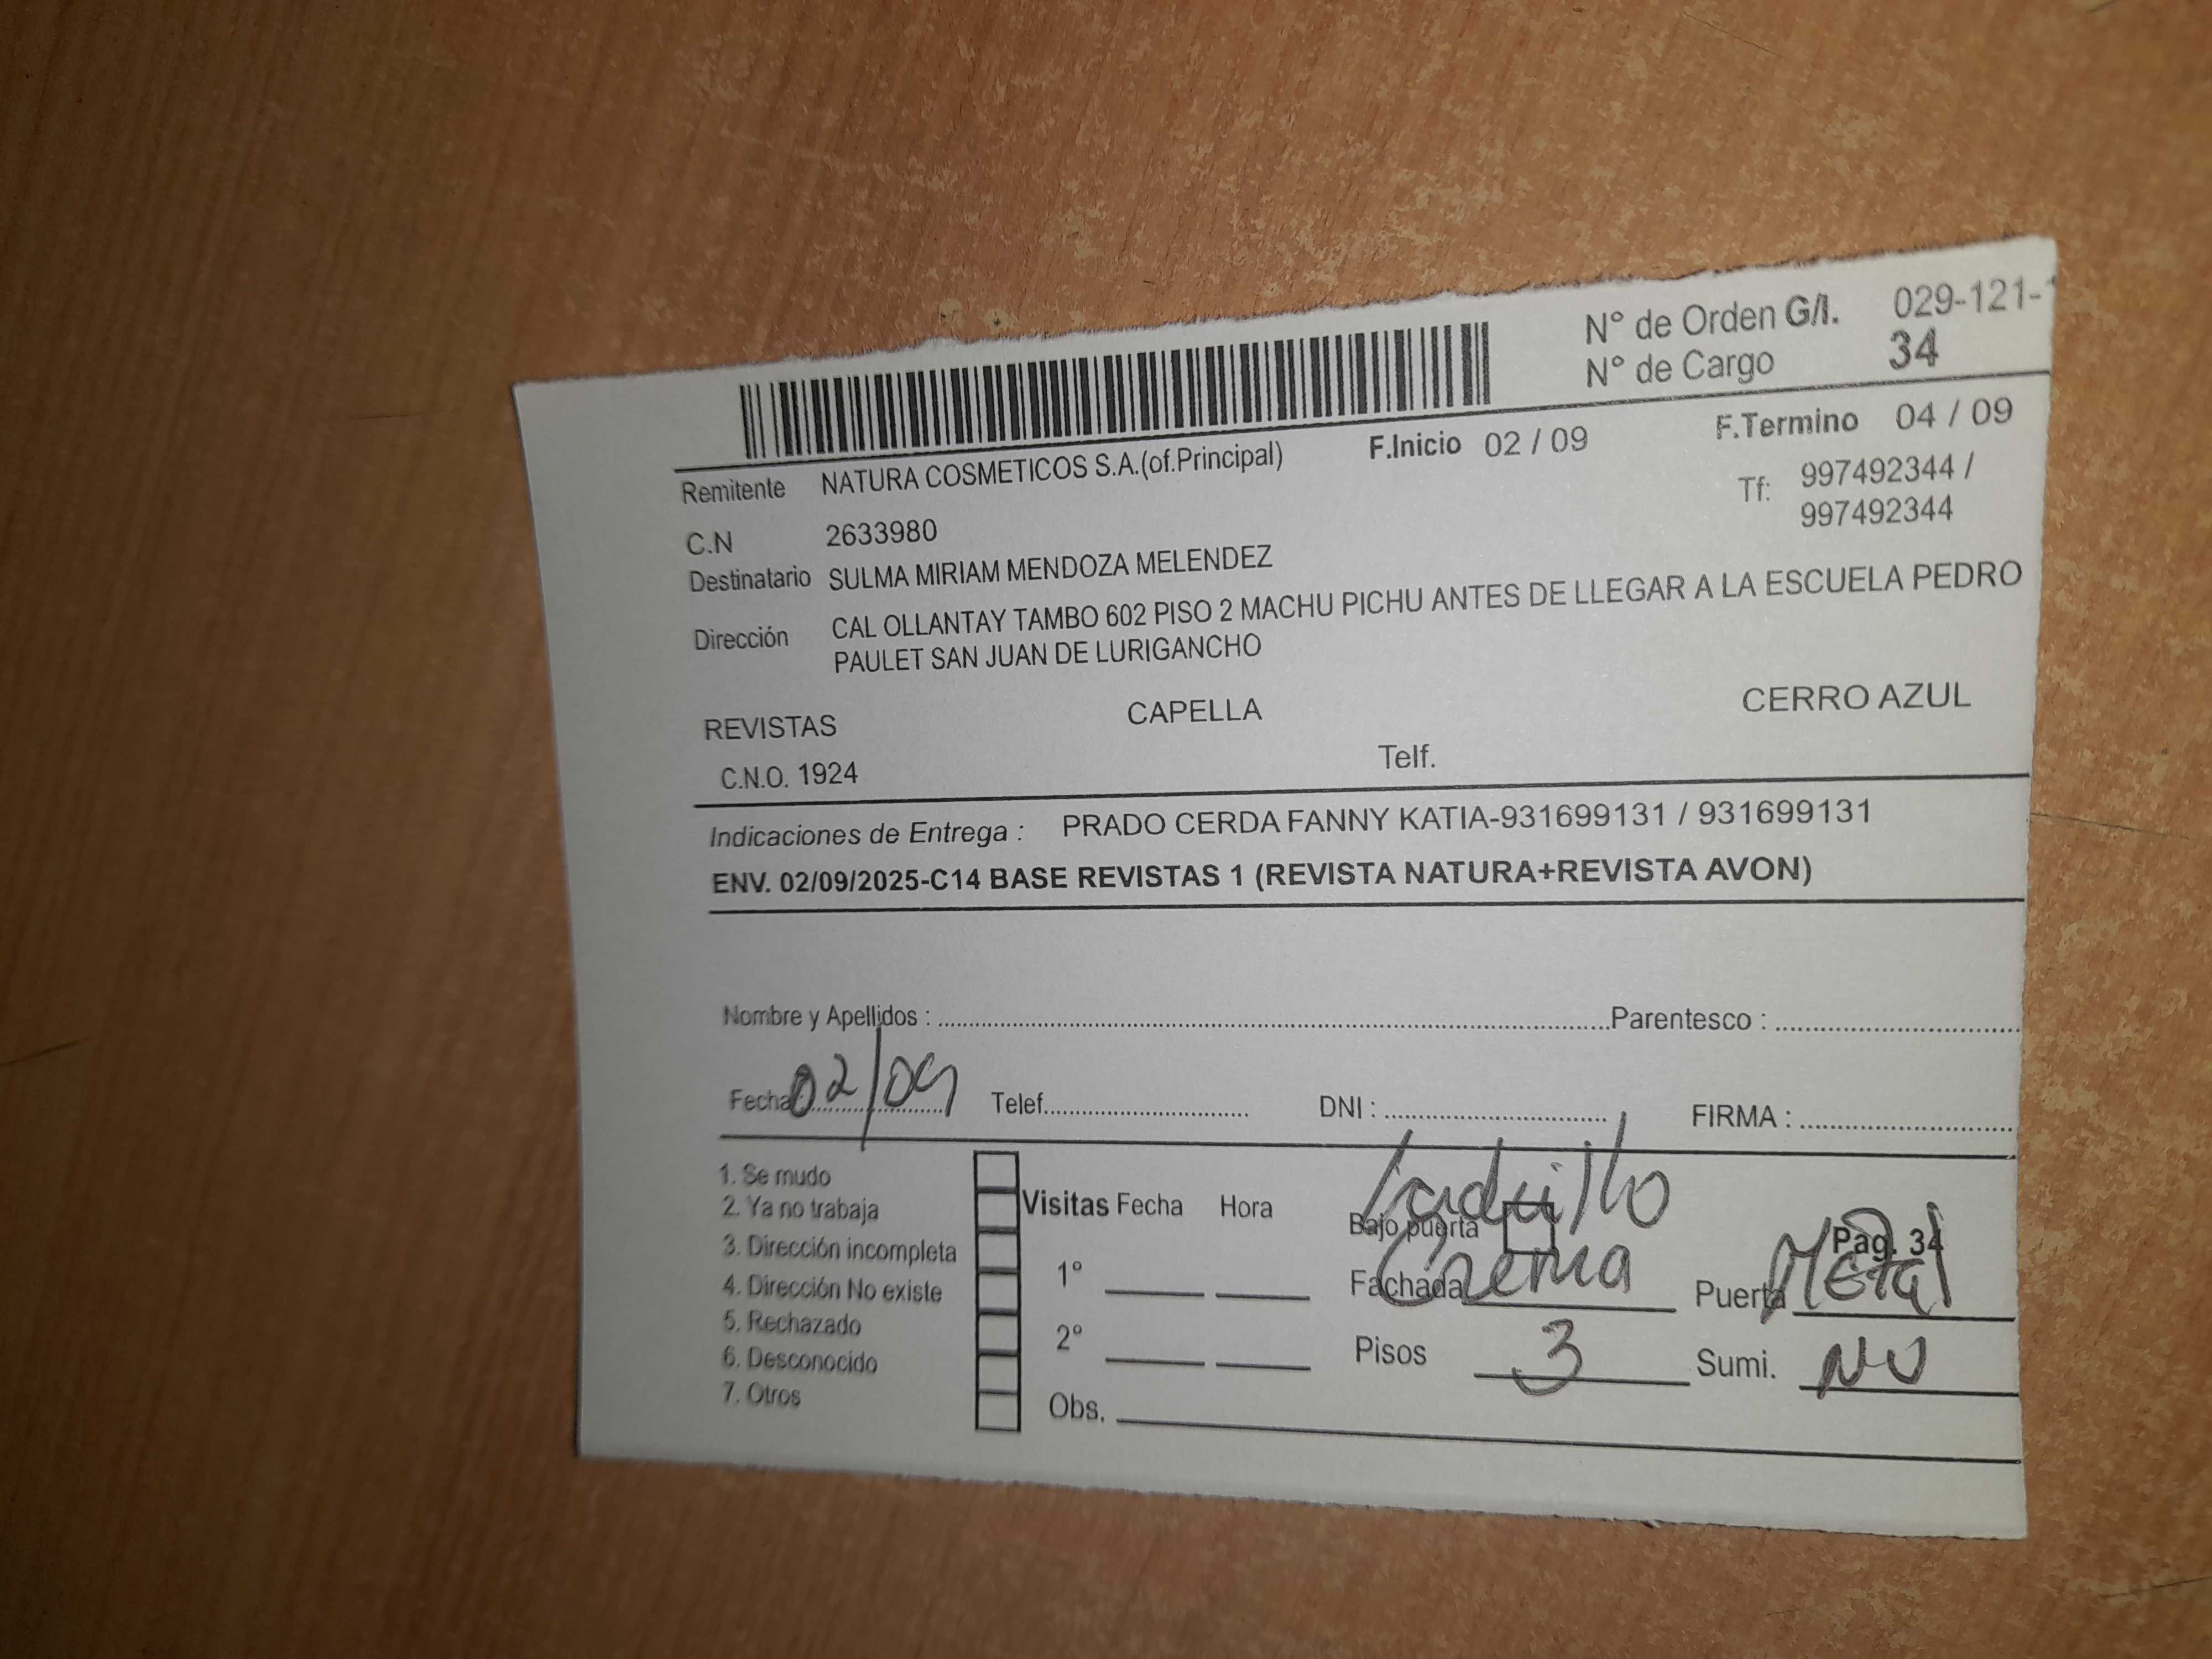 N° de Orden G/I. 029-121-
N° de Cargo 34
F.Inicio 02 / 09 F.Termino 04 / 09
Remitente NATURA COSMETICOS S.A.(of.Principal)
Tf: 997492344 /
997492344
C.N 2633980
Destinatario SULMA MIRIAM MENDOZA MELENDEZ
Dirección CAL OLLANTAY TAMBO 602 PISO 2 MACHU PICHU ANTES DE LLEGAR A LA ESCUELA PEDRO
PAULET SAN JUAN DE LURIGANCHO
REVISTAS CAPELLA CERRO AZUL
C.N.O. 1924 Telf.
Indicaciones de Entrega : PRADO CERDA FANNY KATIA-931699131 / 931699131
ENV. 02/09/2025-C14 BASE REVISTAS 1 (REVISTA NATURA+REVISTA AVON)
Nombre y Apellidos : Parentesco :
Fecha: 02/09 Telef. DNI : FIRMA :
1. Se mudo
2. Ya no trabaja
3. Dirección incompleta
4. Dirección No existe
5. Rechazado
6. Desconocido
7. Otros
Visitas Fecha Hora
1°
2°
Obs.
Ladrillo
Bajo puerta
Pag. 34
Fachada Crema Puerta Metal
Pisos 3 Sumi. NO